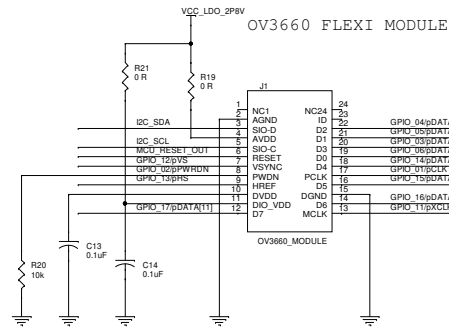 VCC_LDO_2P8V
OV3660 FLEXI MODULE
R21
0 R
R19
0 R
J1
1 NC1 NC24 24
2 AGND ID 23
I2C_SDA 3 SIO-D D2 22 GPIO_04/pDATA
4 AVDD D1 21 GPIO_05/pDATA
I2C_SCL 5 SIO-C D3 20 GPIO_03/pDATA
MCU_RESET_OUT 6 RESET D0 19 GPIO_06/pDATA
GPIO_12/pVS 7 VSYNC D4 18 GPIO_14/pDATA
GPIO_02/pPWRDN 8 PWDN PCLK 17 GPIO_01/pCLK
GPIO_13/pHS 9 HREF D5 16 GPIO_15/pDATA
10 DVDD DGND 15
11 DIO_VDD D6 14 GPIO_16/pDATA
GPIO_17/pDATA[11] 12 D7 MCLK 13 GPIO_11/pXCLK
OV3660_MODULE
C13
0.1uF
C14
0.1uF
R20
10k